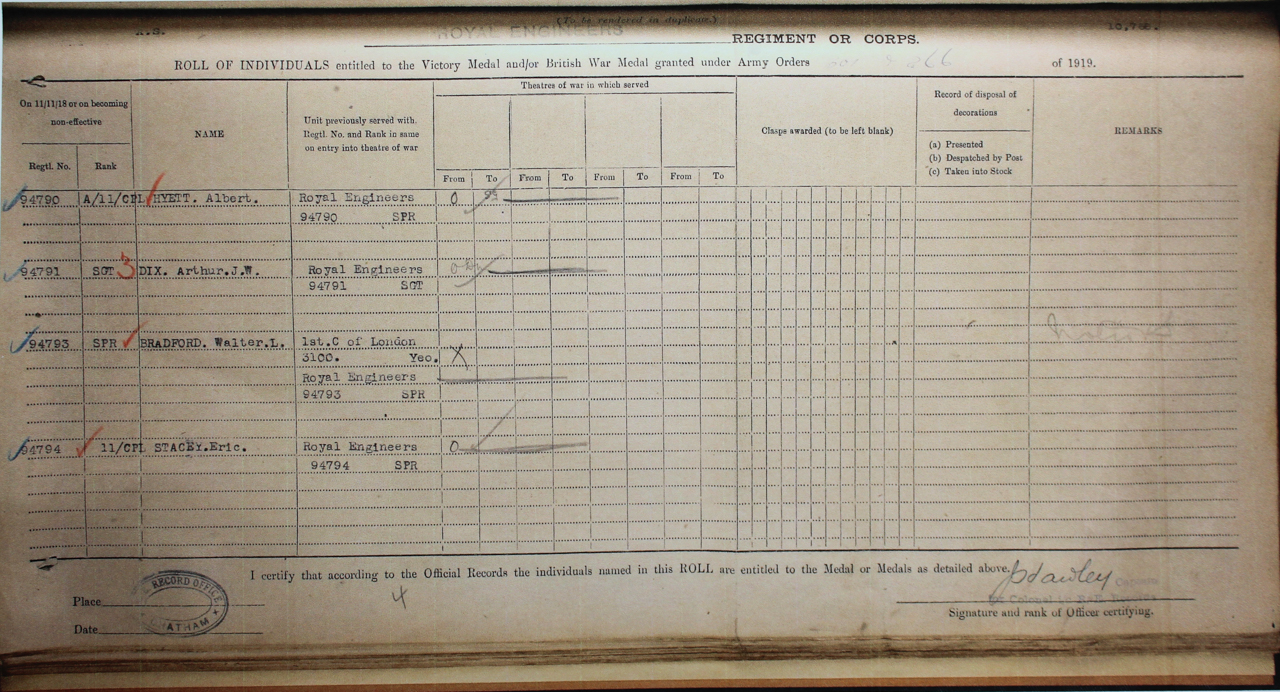 (To be rendered in duplicate.)
R.S.
ROYAL ENGINEERS REGIMENT OR CORPS.
ROLL OF INDIVIDUALS entitled to the Victory Medal and/or British War Medal granted under Army Orders 266 of 1919.
On 11/11/18 or on becoming non-effective
Regtl. No.
Rank
NAME
Unit previously served with. Regtl. No. and Rank in same on entry into theatre of war
Theatres of war in which served
From To From To From To From To
Clasps awarded (to be left blank)
Record of disposal of decorations
(a) Presented
(b) Despatched by Post
(c) Taken into Stock
REMARKS
94790 A/11/CPL HYETT. Albert. Royal Engineers 0
94790 SPR
94791 SGT 3 DIX. Arthur.J.W. Royal Engineers
94791 SGT
94793 SPR BRADFORD. Walter.L. 1st.C of London
3100. Yeo. X
Royal Engineers
94793 SPR
94794 11/CPL STACEY.Eric. Royal Engineers 0
94794 SPR
I certify that according to the Official Records the individuals named in this ROLL are entitled to the Medal or Medals as detailed above.
4
RECORD OFFICE
CHATHAM
Place
Date
Signature and rank of Officer certifying.